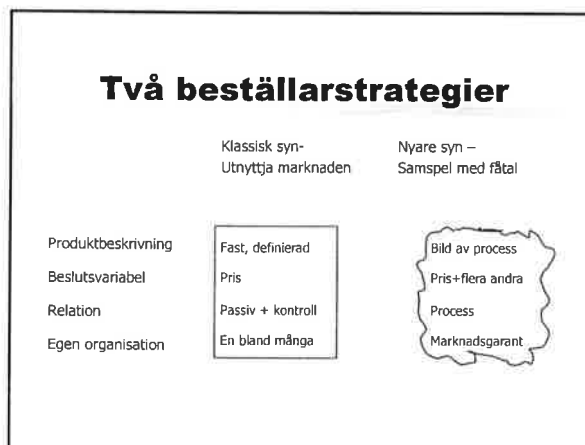 Två beställarstrategier
Klassisk syn-
Utnyttja marknaden
Nyare syn –
Samspel med fåtal
Produktbeskrivning Fast, definierad Bild av process
Beslutsvariabel Pris Pris+flera andra
Relation Passiv + kontroll Process
Egen organisation En bland många Marknadsgarant